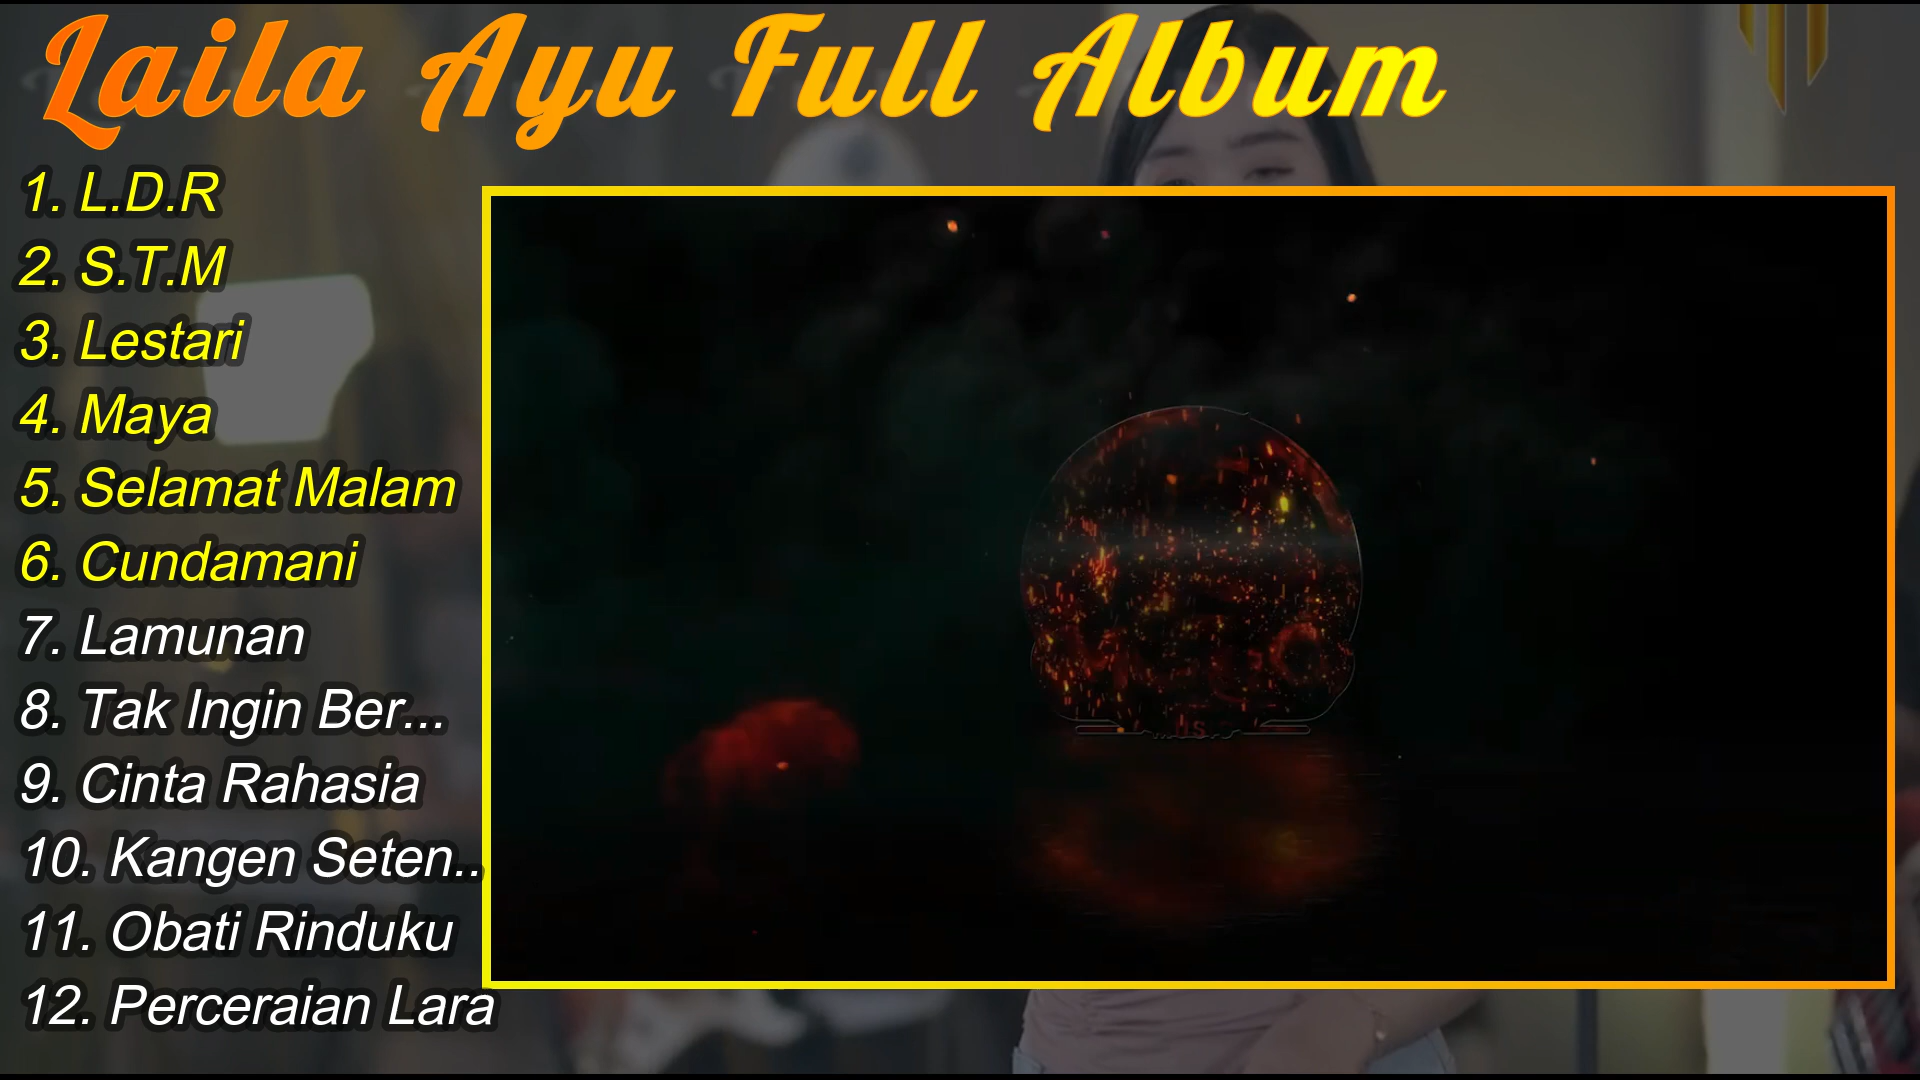 Laila Ayu Full Album
1. L.D.R
2. S.T.M
3. Lestari
4. Maya
5. Selamat Malam
6. Cundamani
7. Lamunan
8. Tak Ingin Ber...
9. Cinta Rahasia
10. Kangen Seten..
11. Obati Rinduku
12. Perceraian Lara